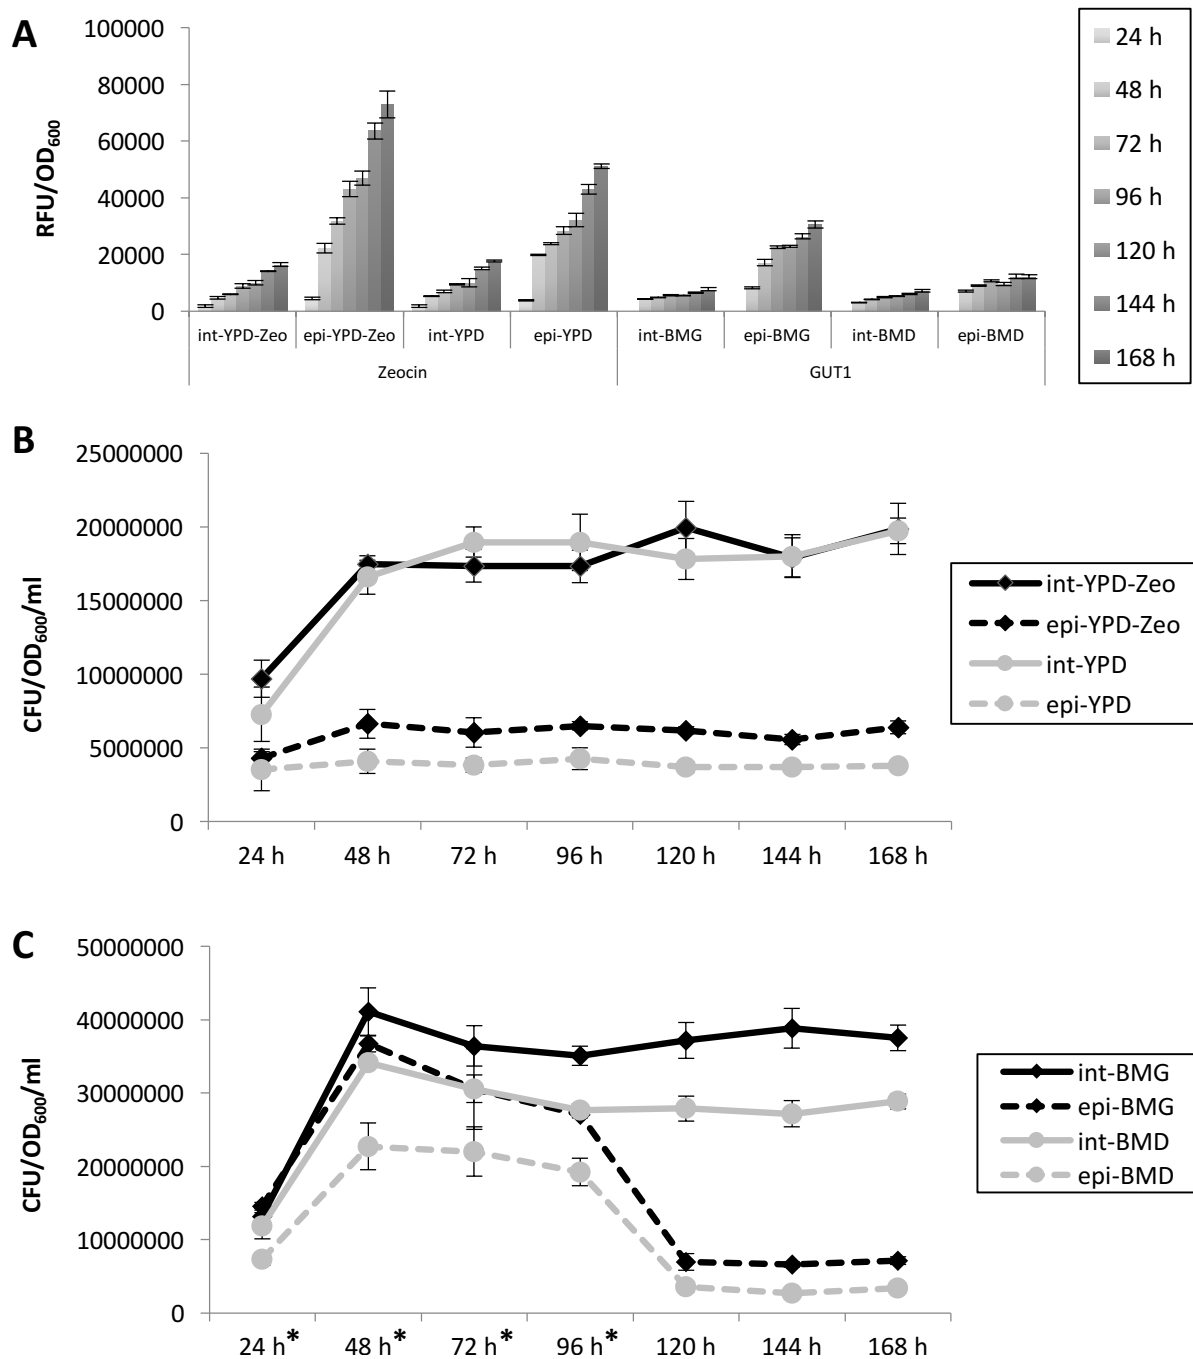 A
100000
80000
60000
40000
20000
0
RFU/OD600
int-YPD-Zeo epi-YPD-Zeo int-YPD epi-YPD int-BMG epi-BMG int-BMD epi-BMD
Zeocin GUT1
24 h
48 h
72 h
96 h
120 h
144 h
168 h
B
25000000
20000000
15000000
10000000
5000000
0
CFU/OD600/ml
24 h 48 h 72 h 96 h 120 h 144 h 168 h
int-YPD-Zeo
epi-YPD-Zeo
int-YPD
epi-YPD
C
50000000
40000000
30000000
20000000
10000000
0
CFU/OD600/ml
24 h* 48 h* 72 h* 96 h* 120 h 144 h 168 h
int-BMG
epi-BMG
int-BMD
epi-BMD